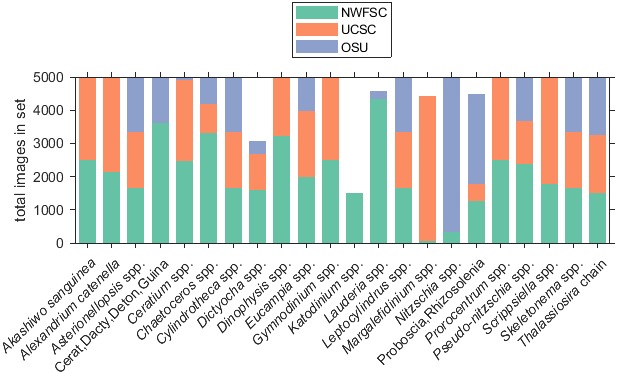 NWFSC
UCSC
OSU
total images in set
5000
4000
3000
2000
1000
0
Akashiwo sanguinea
Alexandrium catenella
Asterionellopsis spp.
Cerat,Dacty,Deton,Guina
Ceratium spp.
Chaetoceros spp.
Cylindrotheca spp.
Dictyocha spp.
Dinophysis spp.
Eucampia spp.
Gymnodinium spp.
Katodinium spp.
Lauderia spp.
Leptocylindrus spp.
Margalefidinium spp.
Nitzschia spp.
Proboscia,Rhizosolenia
Prorocentrum spp.
Pseudo-nitzschia spp.
Scrippsiella spp.
Skeletonema spp.
Thalassiosira chain